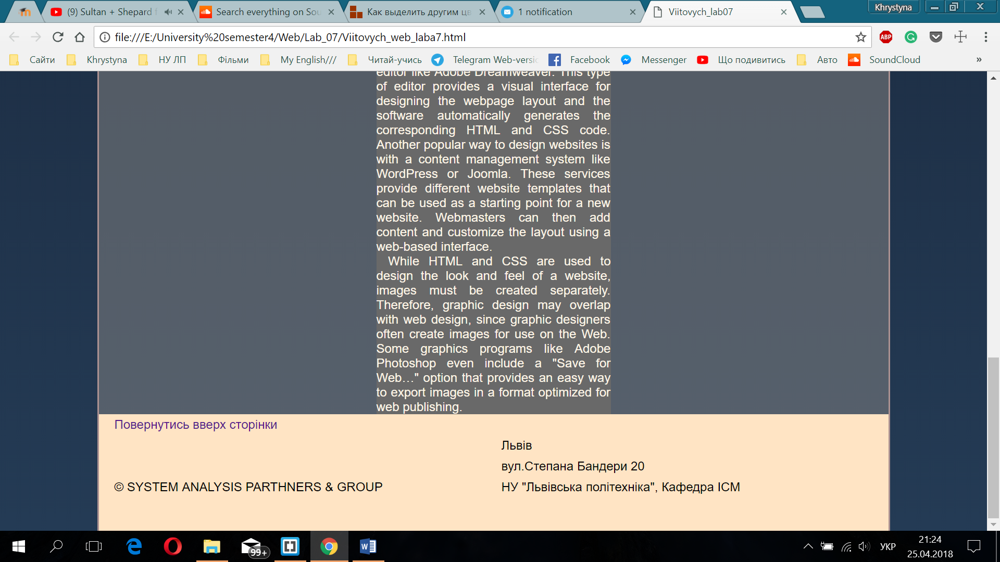 (9) Sultan + Shepard f
Search everything on Sou
Как выделить другим цв
1 notification
Viitovych_lab07
Khrystyna
file:///E:/University%20semester4/Web/Lab_07/Viitovych_web_laba7.html
ABP
Сайти
Khrystyna
НУ ЛП
Фільми
My English///
Читай-учись
Telegram Web-versio
Facebook
Messenger
Що подивитись
Авто
SoundCloud
»
editor like Adobe Dreamweaver. This type
of editor provides a visual interface for
designing the webpage layout and the
software automatically generates the
corresponding HTML and CSS code.
Another popular way to design websites is
with a content management system like
WordPress or Joomla. These services
provide different website templates that
can be used as a starting point for a new
website. Webmasters can then add
content and customize the layout using a
web-based interface.
While HTML and CSS are used to
design the look and feel of a website,
images must be created separately.
Therefore, graphic design may overlap
with web design, since graphic designers
often create images for use on the Web.
Some graphics programs like Adobe
Photoshop even include a "Save for
Web…" option that provides an easy way
to export images in a format optimized for
web publishing.
Повернутись вверх сторінки
Львів
вул.Степана Бандери 20
© SYSTEM ANALYSIS PARTHNERS & GROUP
НУ "Львівська політехніка", Кафедра ІСМ
99+
УКР
21:24
25.04.2018